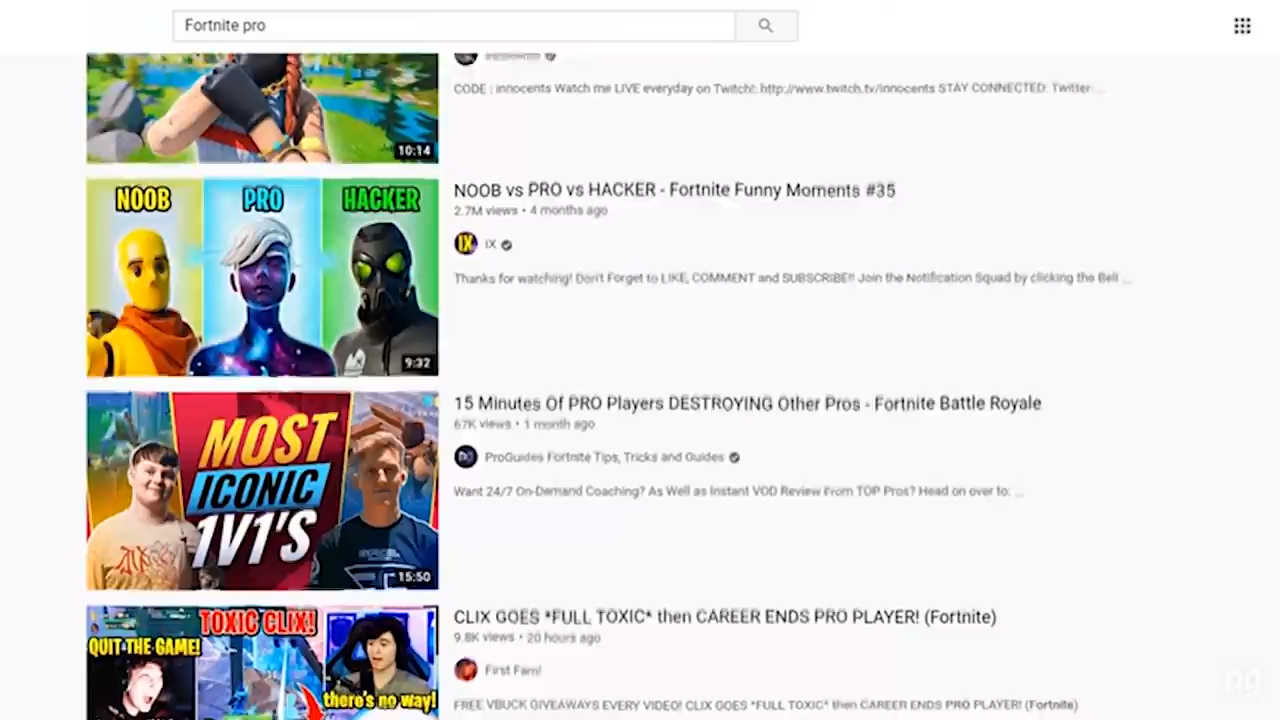 Fortnite pro
CODE : innocents Watch me LIVE everyday on Twitch!: http://www.twitch.tv/innocents STAY CONNECTED: Twitter: ...
10:14
NOOB
PRO
HACKER
9:32
NOOB vs PRO vs HACKER - Fortnite Funny Moments #35
2.7M views • 4 months ago
IX
IX
Thanks for watching! Don't Forget to LIKE, COMMENT and SUBSCRIBE!! Join the Notification Squad by clicking the Bell ...
MOST
ICONIC
1V1'S
15:50
15 Minutes Of PRO Players DESTROYING Other Pros - Fortnite Battle Royale
67K views • 1 month ago
ProGuides Fortnite Tips, Tricks and Guides
Want 24/7 On-Demand Coaching? As Well as Instant VOD Review From TOP Pros? Head on over to: ...
TOXIC CLIX!
QUIT THE GAME!
there's no way!
CLIX GOES *FULL TOXIC* then CAREER ENDS PRO PLAYER! (Fortnite)
9.8K views • 20 hours ago
First Fam!
FREE VBUCK GIVEAWAYS EVERY VIDEO! CLIX GOES *FULL TOXIC* then CAREER ENDS PRO PLAYER! (Fortnite)
ng